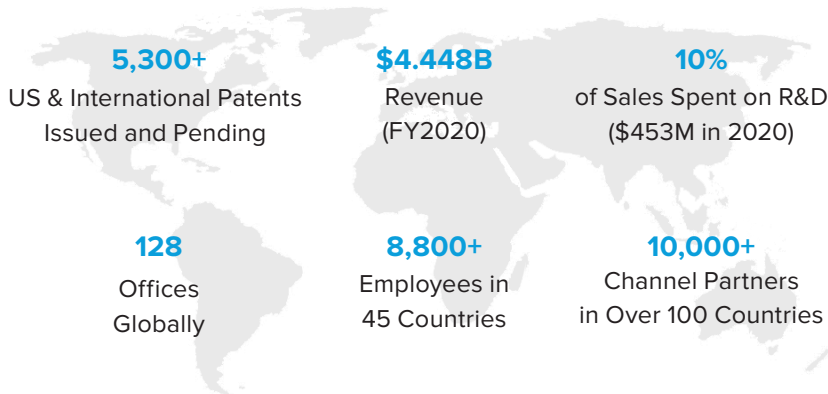 5,300+
US & International Patents
Issued and Pending
$4.448B
Revenue
(FY2020)
10%
of Sales Spent on R&D
($453M in 2020)
128
Offices
Globally
8,800+
Employees in
45 Countries
10,000+
Channel Partners
in Over 100 Countries